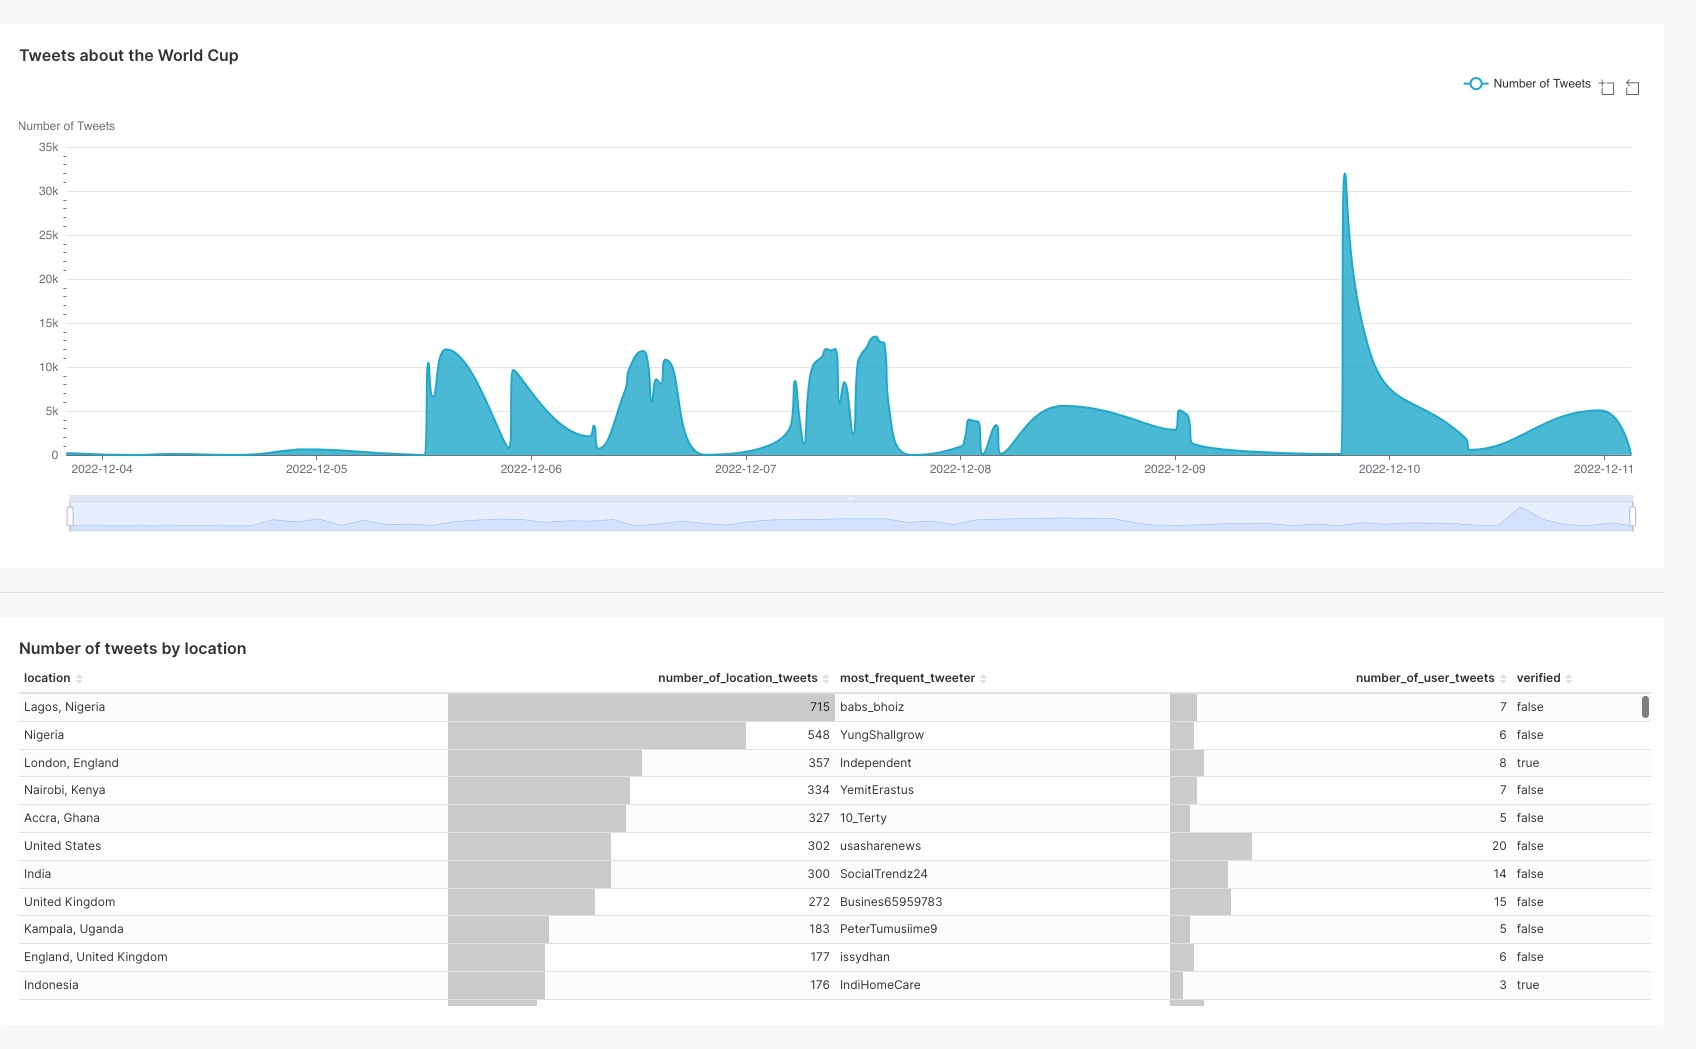 Tweets about the World Cup
Number of Tweets
Number of Tweets
35k
30k
25k
20k
15k
10k
5k
0
2022-12-04 2022-12-05 2022-12-06 2022-12-07 2022-12-08 2022-12-09 2022-12-10 2022-12-11
Number of tweets by location
location number_of_location_tweets most_frequent_tweeter number_of_user_tweets verified
Lagos, Nigeria 715 babs_bhoiz 7 false
Nigeria 548 YungShallgrow 6 false
London, England 357 Independent 8 true
Nairobi, Kenya 334 YemitErastus 7 false
Accra, Ghana 327 10_Terty 5 false
United States 302 usasharenews 20 false
India 300 SocialTrendz24 14 false
United Kingdom 272 Busines65959783 15 false
Kampala, Uganda 183 PeterTumusiime9 5 false
England, United Kingdom 177 issydhan 6 false
Indonesia 176 IndiHomeCare 3 true